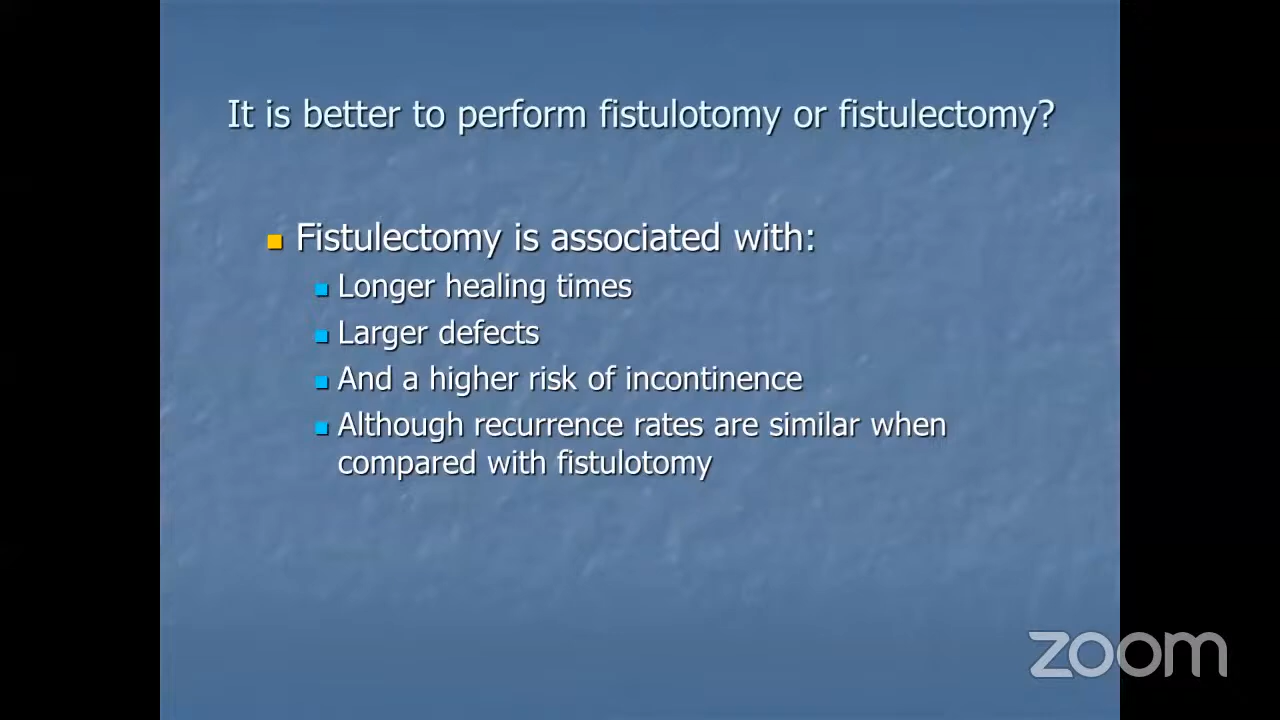 It is better to perform fistulotomy or fistulectomy?
Fistulectomy is associated with:
Longer healing times
Larger defects
And a higher risk of incontinence
Although recurrence rates are similar when
compared with fistulotomy
zoom